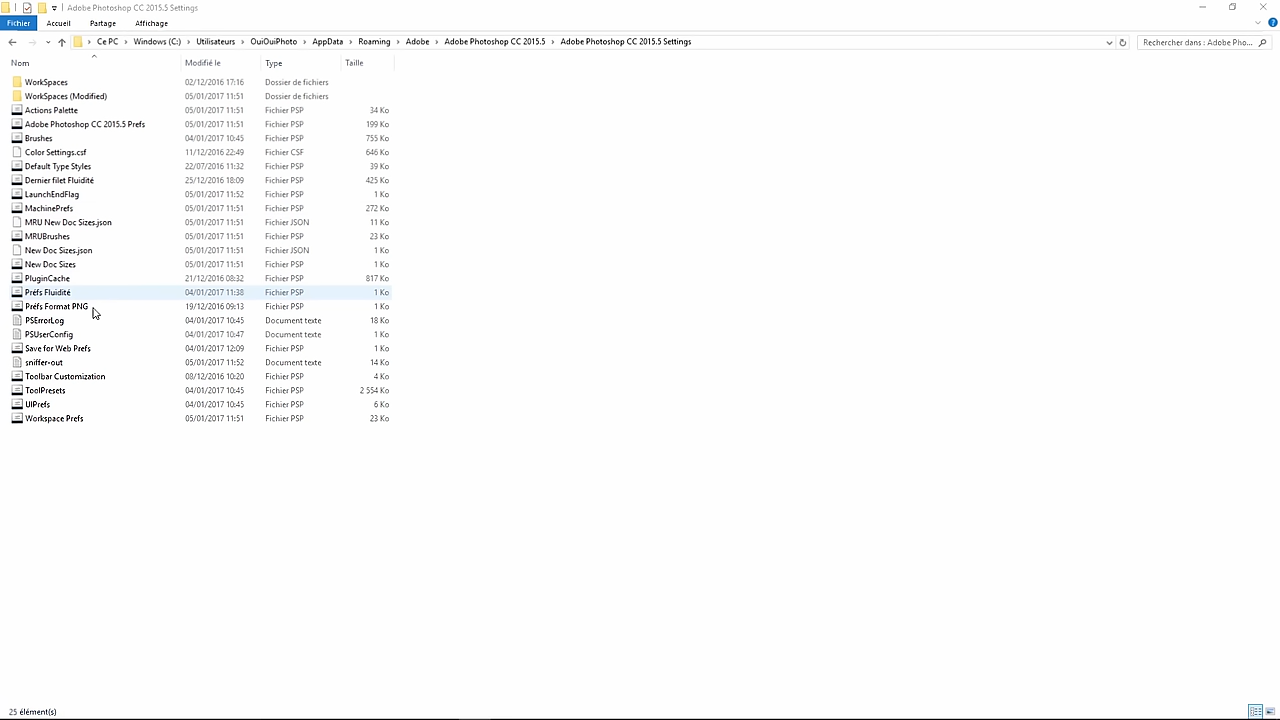 Adobe Photoshop CC 2015.5 Settings
Fichier Accueil Partage Affichage
Ce PC Windows (C:) Utilisateurs OuiOuiPhoto AppData Roaming Adobe Adobe Photoshop CC 2015.5 Adobe Photoshop CC 2015.5 Settings Rechercher dans : Adobe Pho...
Nom Modifié le Type Taille
WorkSpaces 02/12/2016 17:16 Dossier de fichiers
WorkSpaces (Modified) 05/01/2017 11:51 Dossier de fichiers
Actions Palette 05/01/2017 11:51 Fichier PSP 34 Ko
Adobe Photoshop CC 2015.5 Prefs 05/01/2017 11:51 Fichier PSP 199 Ko
Brushes 04/01/2017 10:45 Fichier PSP 755 Ko
Color Settings.csf 11/12/2016 22:49 Fichier CSF 646 Ko
Default Type Styles 22/07/2016 11:32 Fichier PSP 39 Ko
Dernier filet Fluidité 25/12/2016 18:09 Fichier PSP 425 Ko
LaunchEndFlag 05/01/2017 11:52 Fichier PSP 1 Ko
MachinePrefs 05/01/2017 11:51 Fichier PSP 272 Ko
MRU New Doc Sizes.json 05/01/2017 11:51 Fichier JSON 11 Ko
MRUBrushes 05/01/2017 11:51 Fichier PSP 23 Ko
New Doc Sizes.json 05/01/2017 11:51 Fichier JSON 1 Ko
New Doc Sizes 05/01/2017 11:51 Fichier PSP 1 Ko
PluginCache 21/12/2016 08:32 Fichier PSP 817 Ko
Préfs Fluidité 04/01/2017 11:38 Fichier PSP 1 Ko
Préfs Format PNG 19/12/2016 09:13 Fichier PSP 1 Ko
PSErrorLog 04/01/2017 10:45 Document texte 18 Ko
PSUserConfig 04/01/2017 10:47 Document texte 1 Ko
Save for Web Prefs 04/01/2017 12:09 Fichier PSP 1 Ko
sniffer-out 05/01/2017 11:52 Document texte 14 Ko
Toolbar Customization 08/12/2016 10:20 Fichier PSP 4 Ko
ToolPresets 04/01/2017 10:45 Fichier PSP 2 554 Ko
UIPrefs 04/01/2017 10:45 Fichier PSP 6 Ko
Workspace Prefs 05/01/2017 11:51 Fichier PSP 23 Ko
25 élément(s)